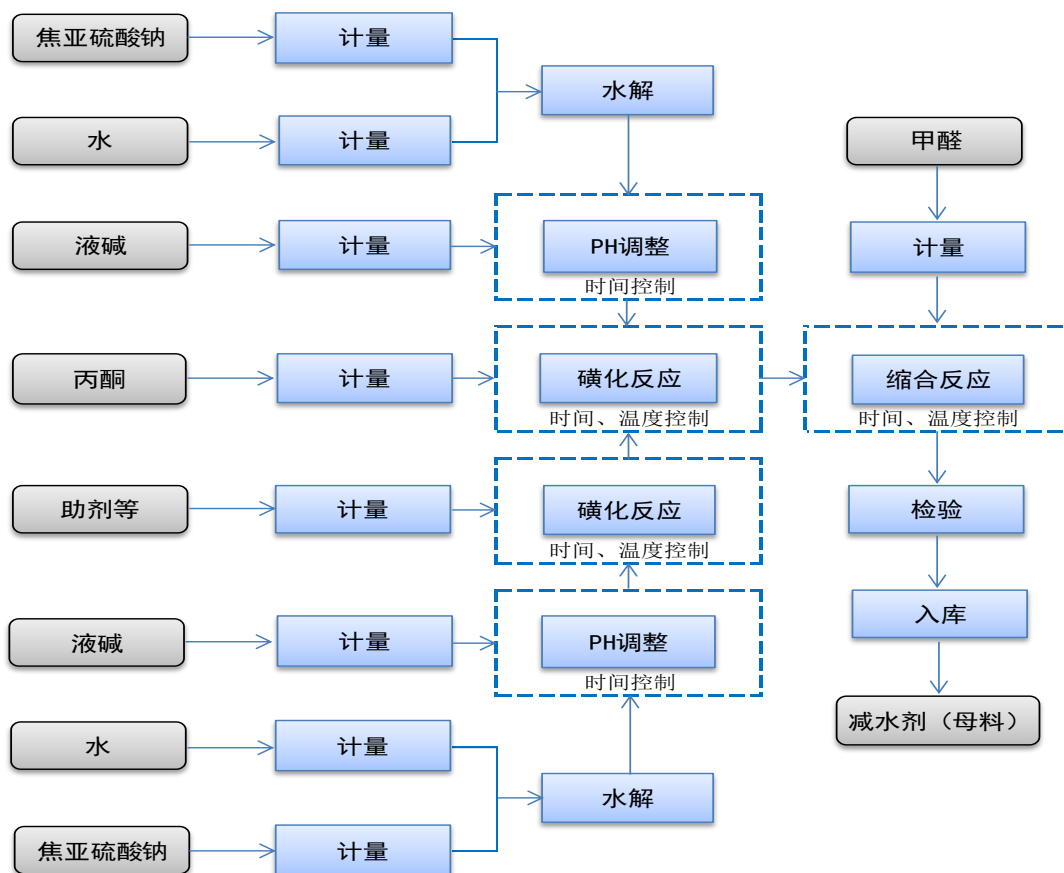 焦亚硫酸钠
计量
水解
水
计量
甲醛
液碱
计量
PH调整
时间控制
计量
丙酮
计量
磺化反应
时间、温度控制
缩合反应
时间、温度控制
助剂等
计量
磺化反应
时间、温度控制
检验
液碱
计量
PH调整
时间控制
入库
水
计量
减水�（母料）
水解
焦亚硫酸钠
计量